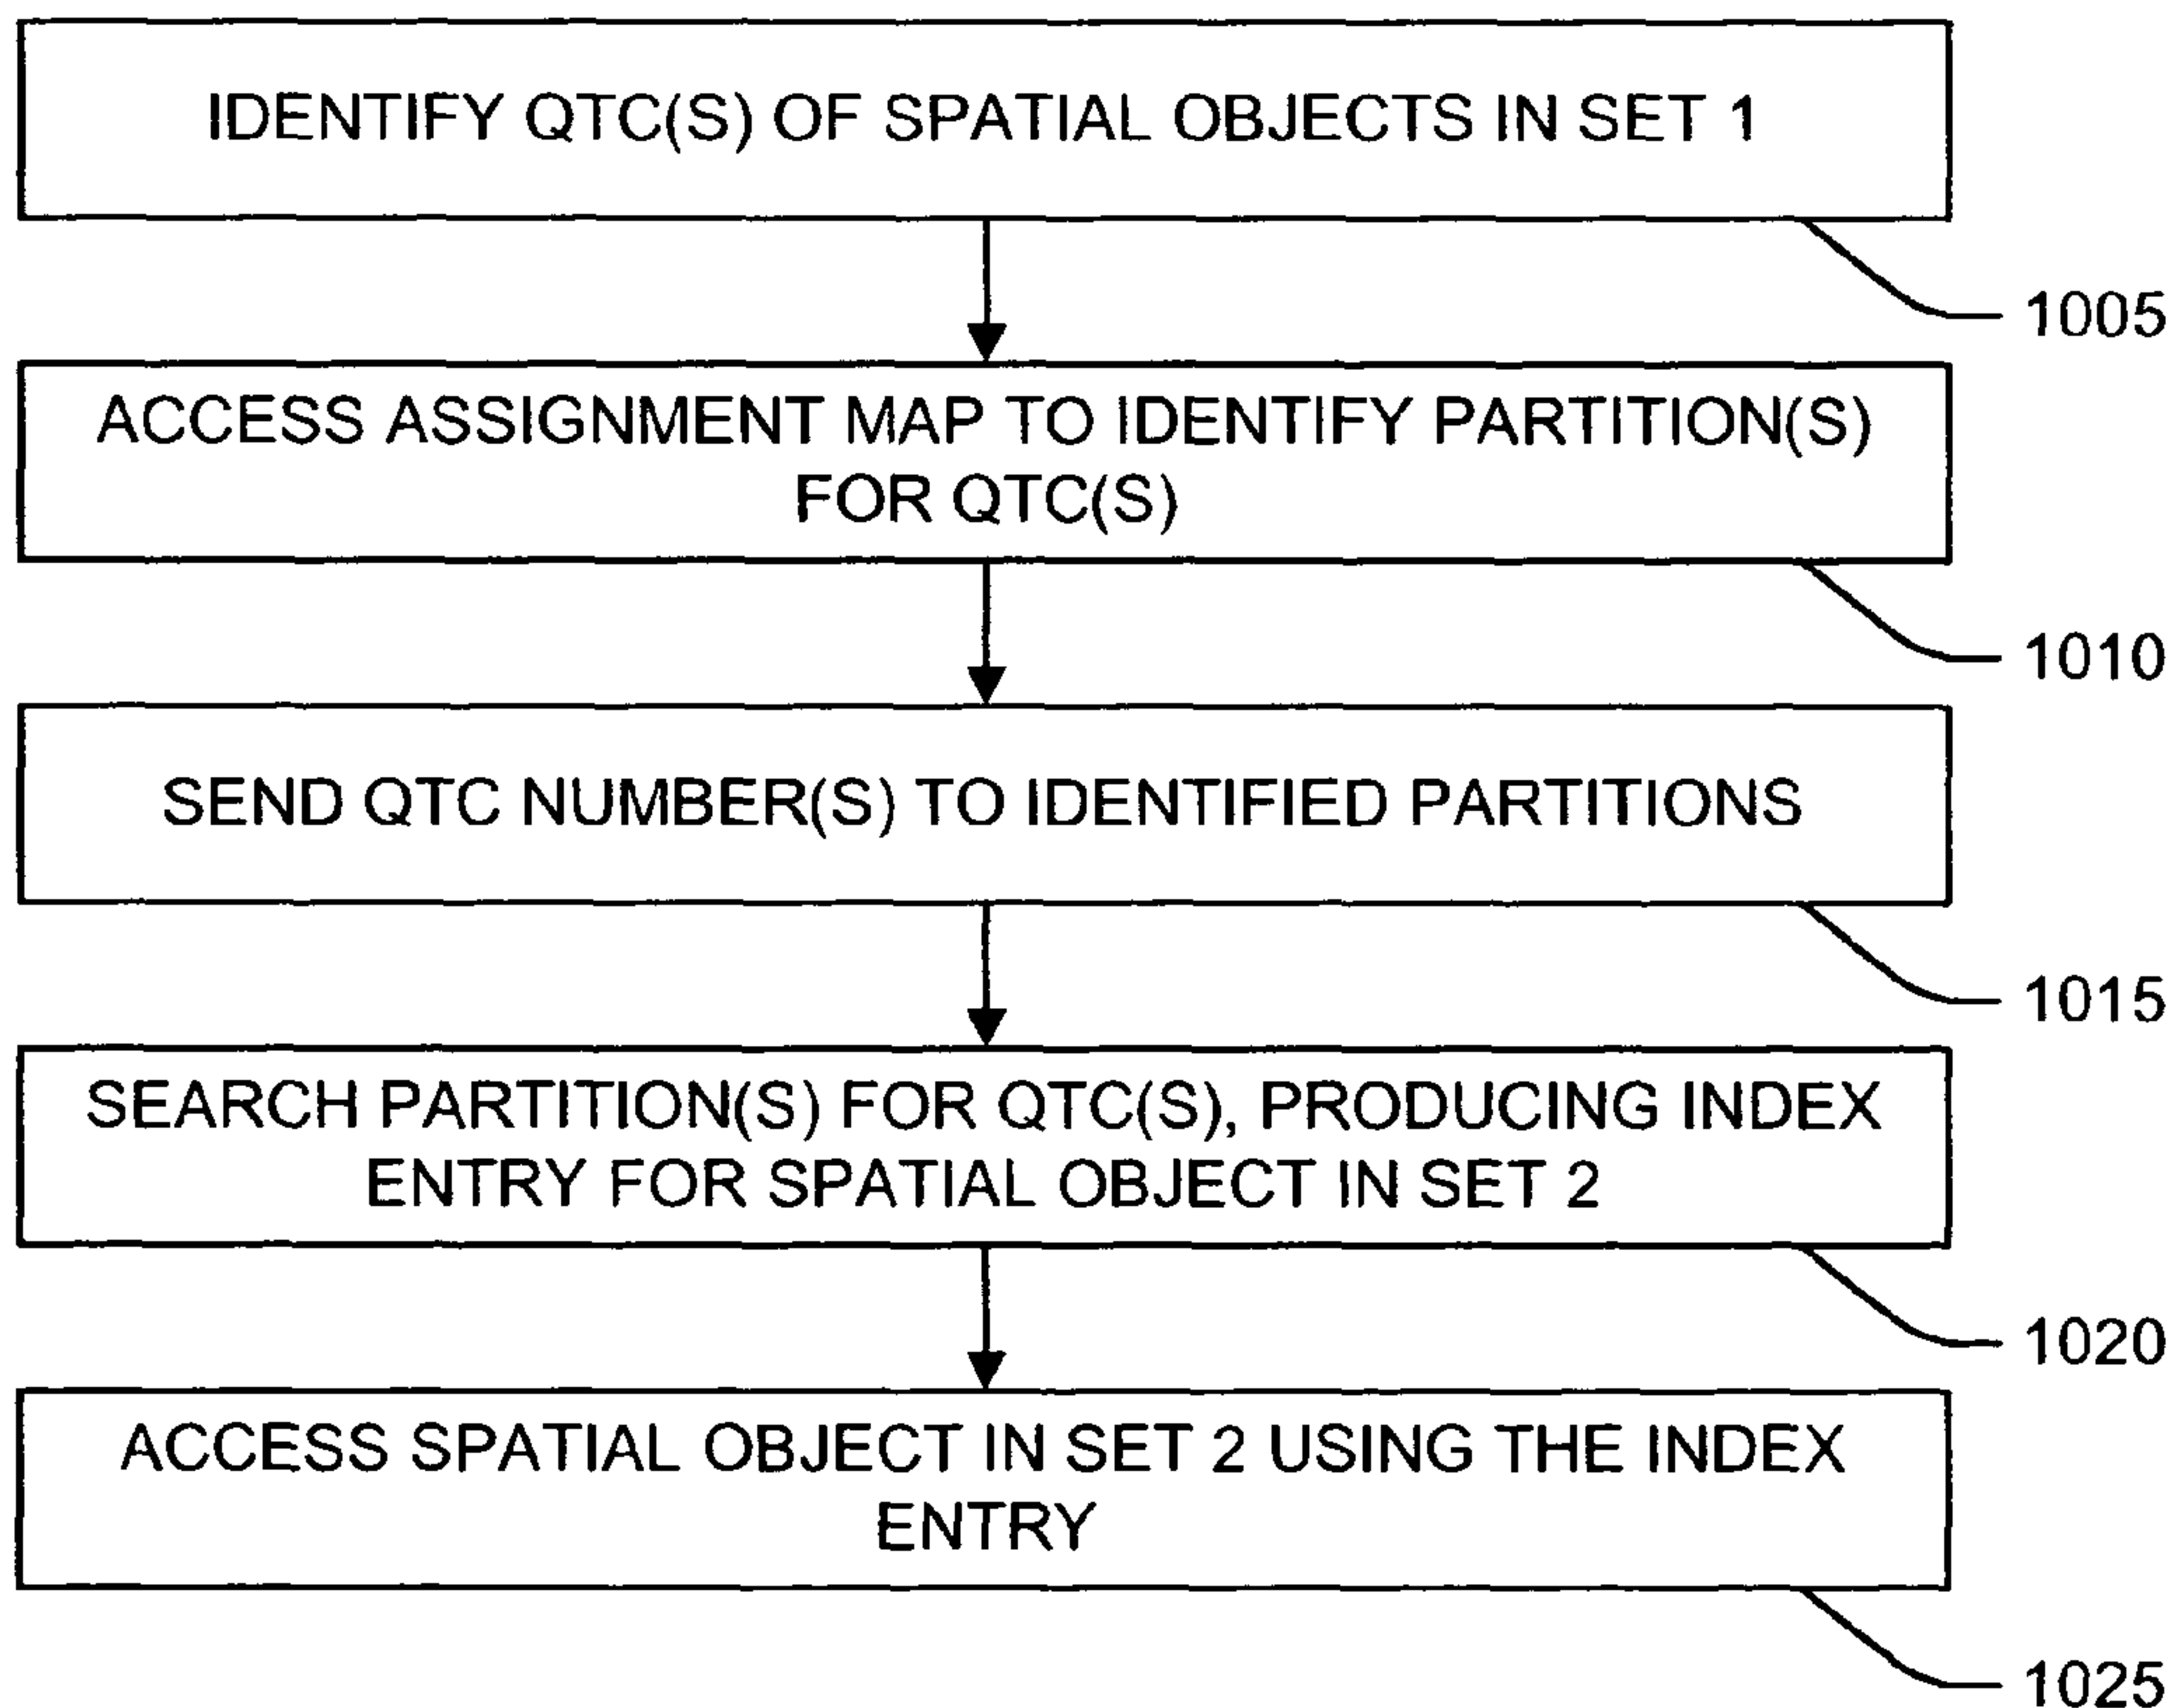 IDENTIFY QTC(S) OF SPATIAL OBJECTS IN SET 1
1005
ACCESS ASSIGNMENT MAP TO IDENTIFY PARTITION(S)
FOR QTC(S)
1010
SEND QTC NUMBER(S) TO IDENTIFIED PARTITIONS
1015
SEARCH PARTITION(S) FOR QTC(S), PRODUCING INDEX
ENTRY FOR SPATIAL OBJECT IN SET 2
1020
ACCESS SPATIAL OBJECT IN SET 2 USING THE INDEX
ENTRY
1025